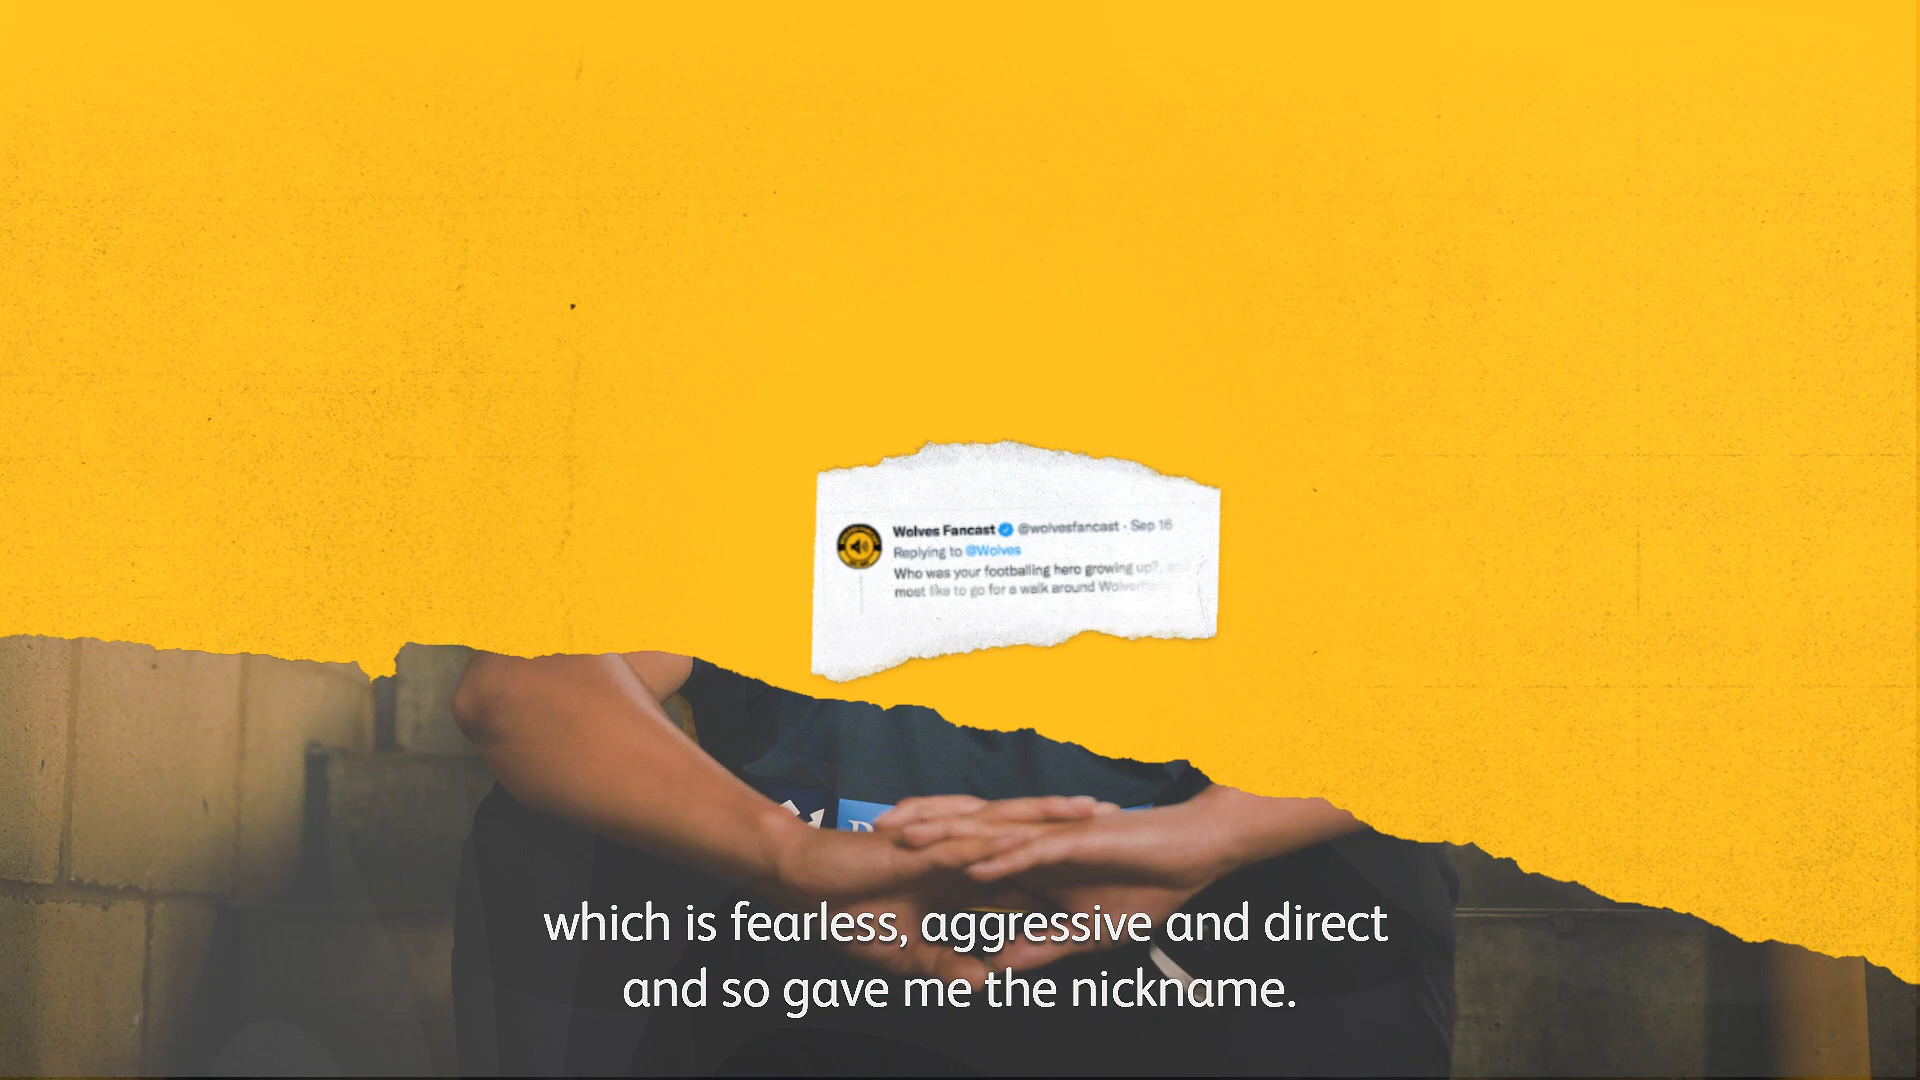 Wolves Fancast @wolvesfancast · Sep 16
Replying to @Wolves
Who was your footballing hero growing up?, and
most like to go for a walk around
which is fearless, aggressive and direct
and so gave me the nickname.